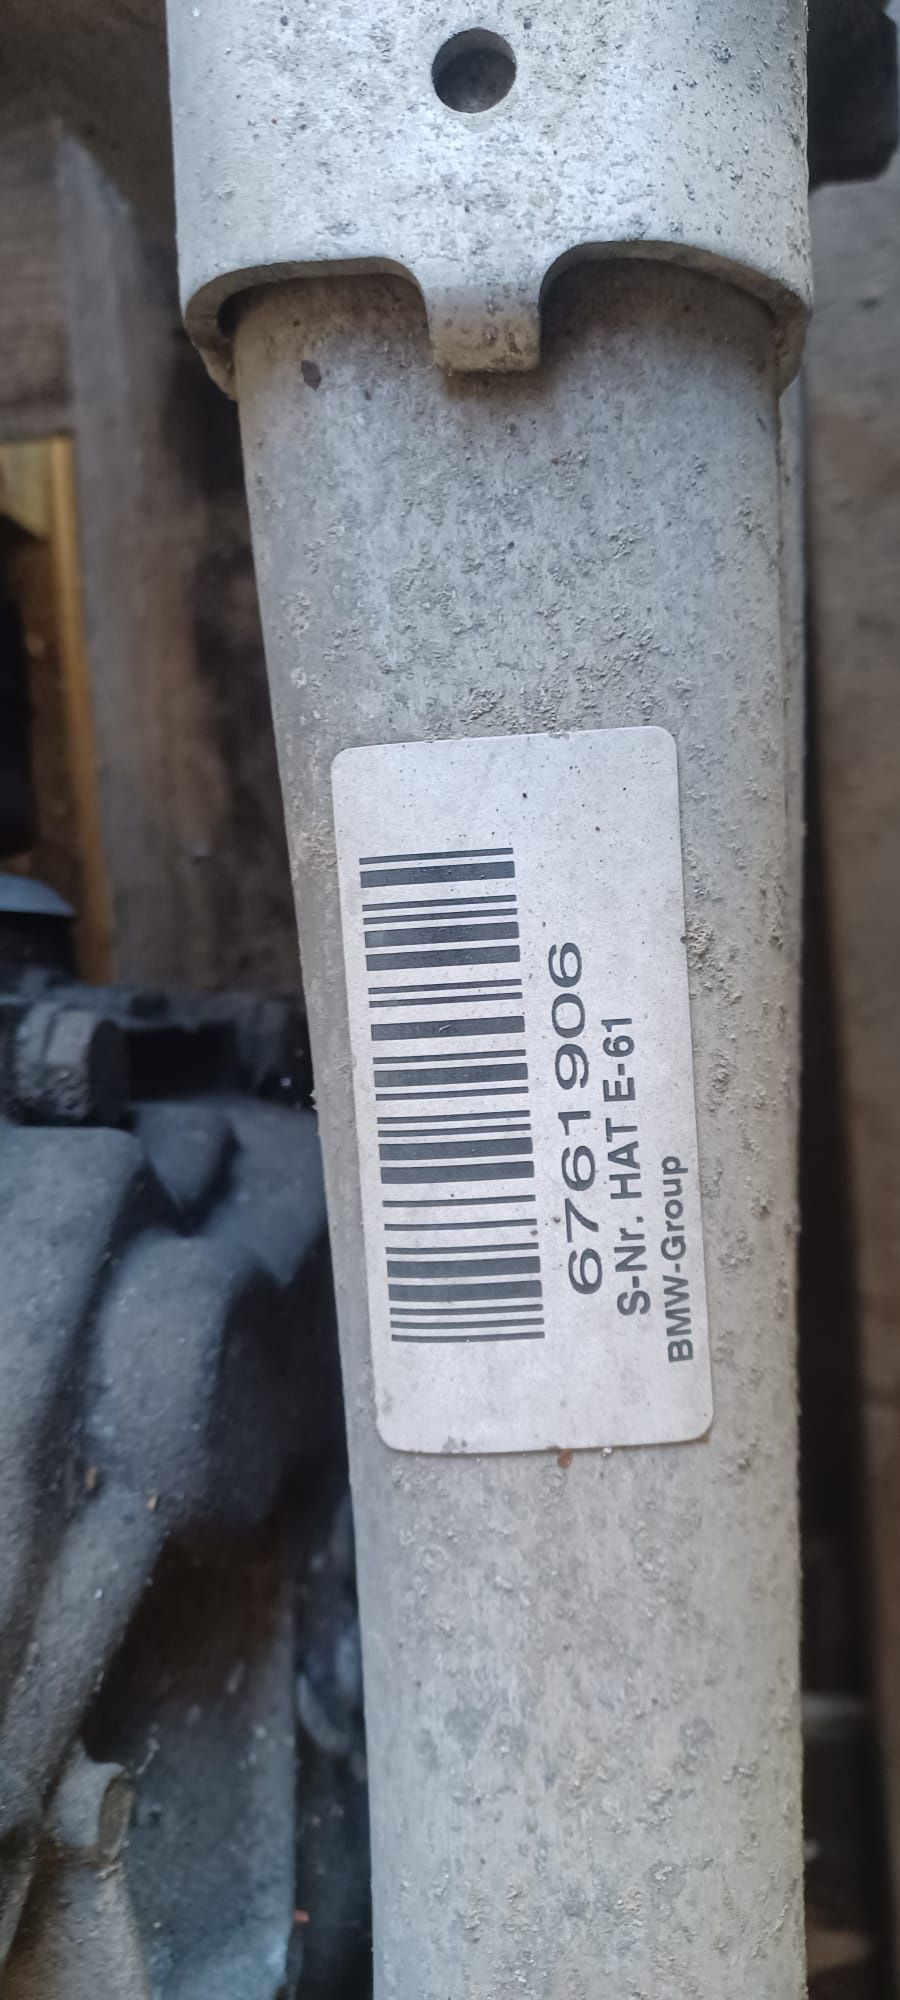 6761906
S-Nr. HAT E-61
BMW-Group